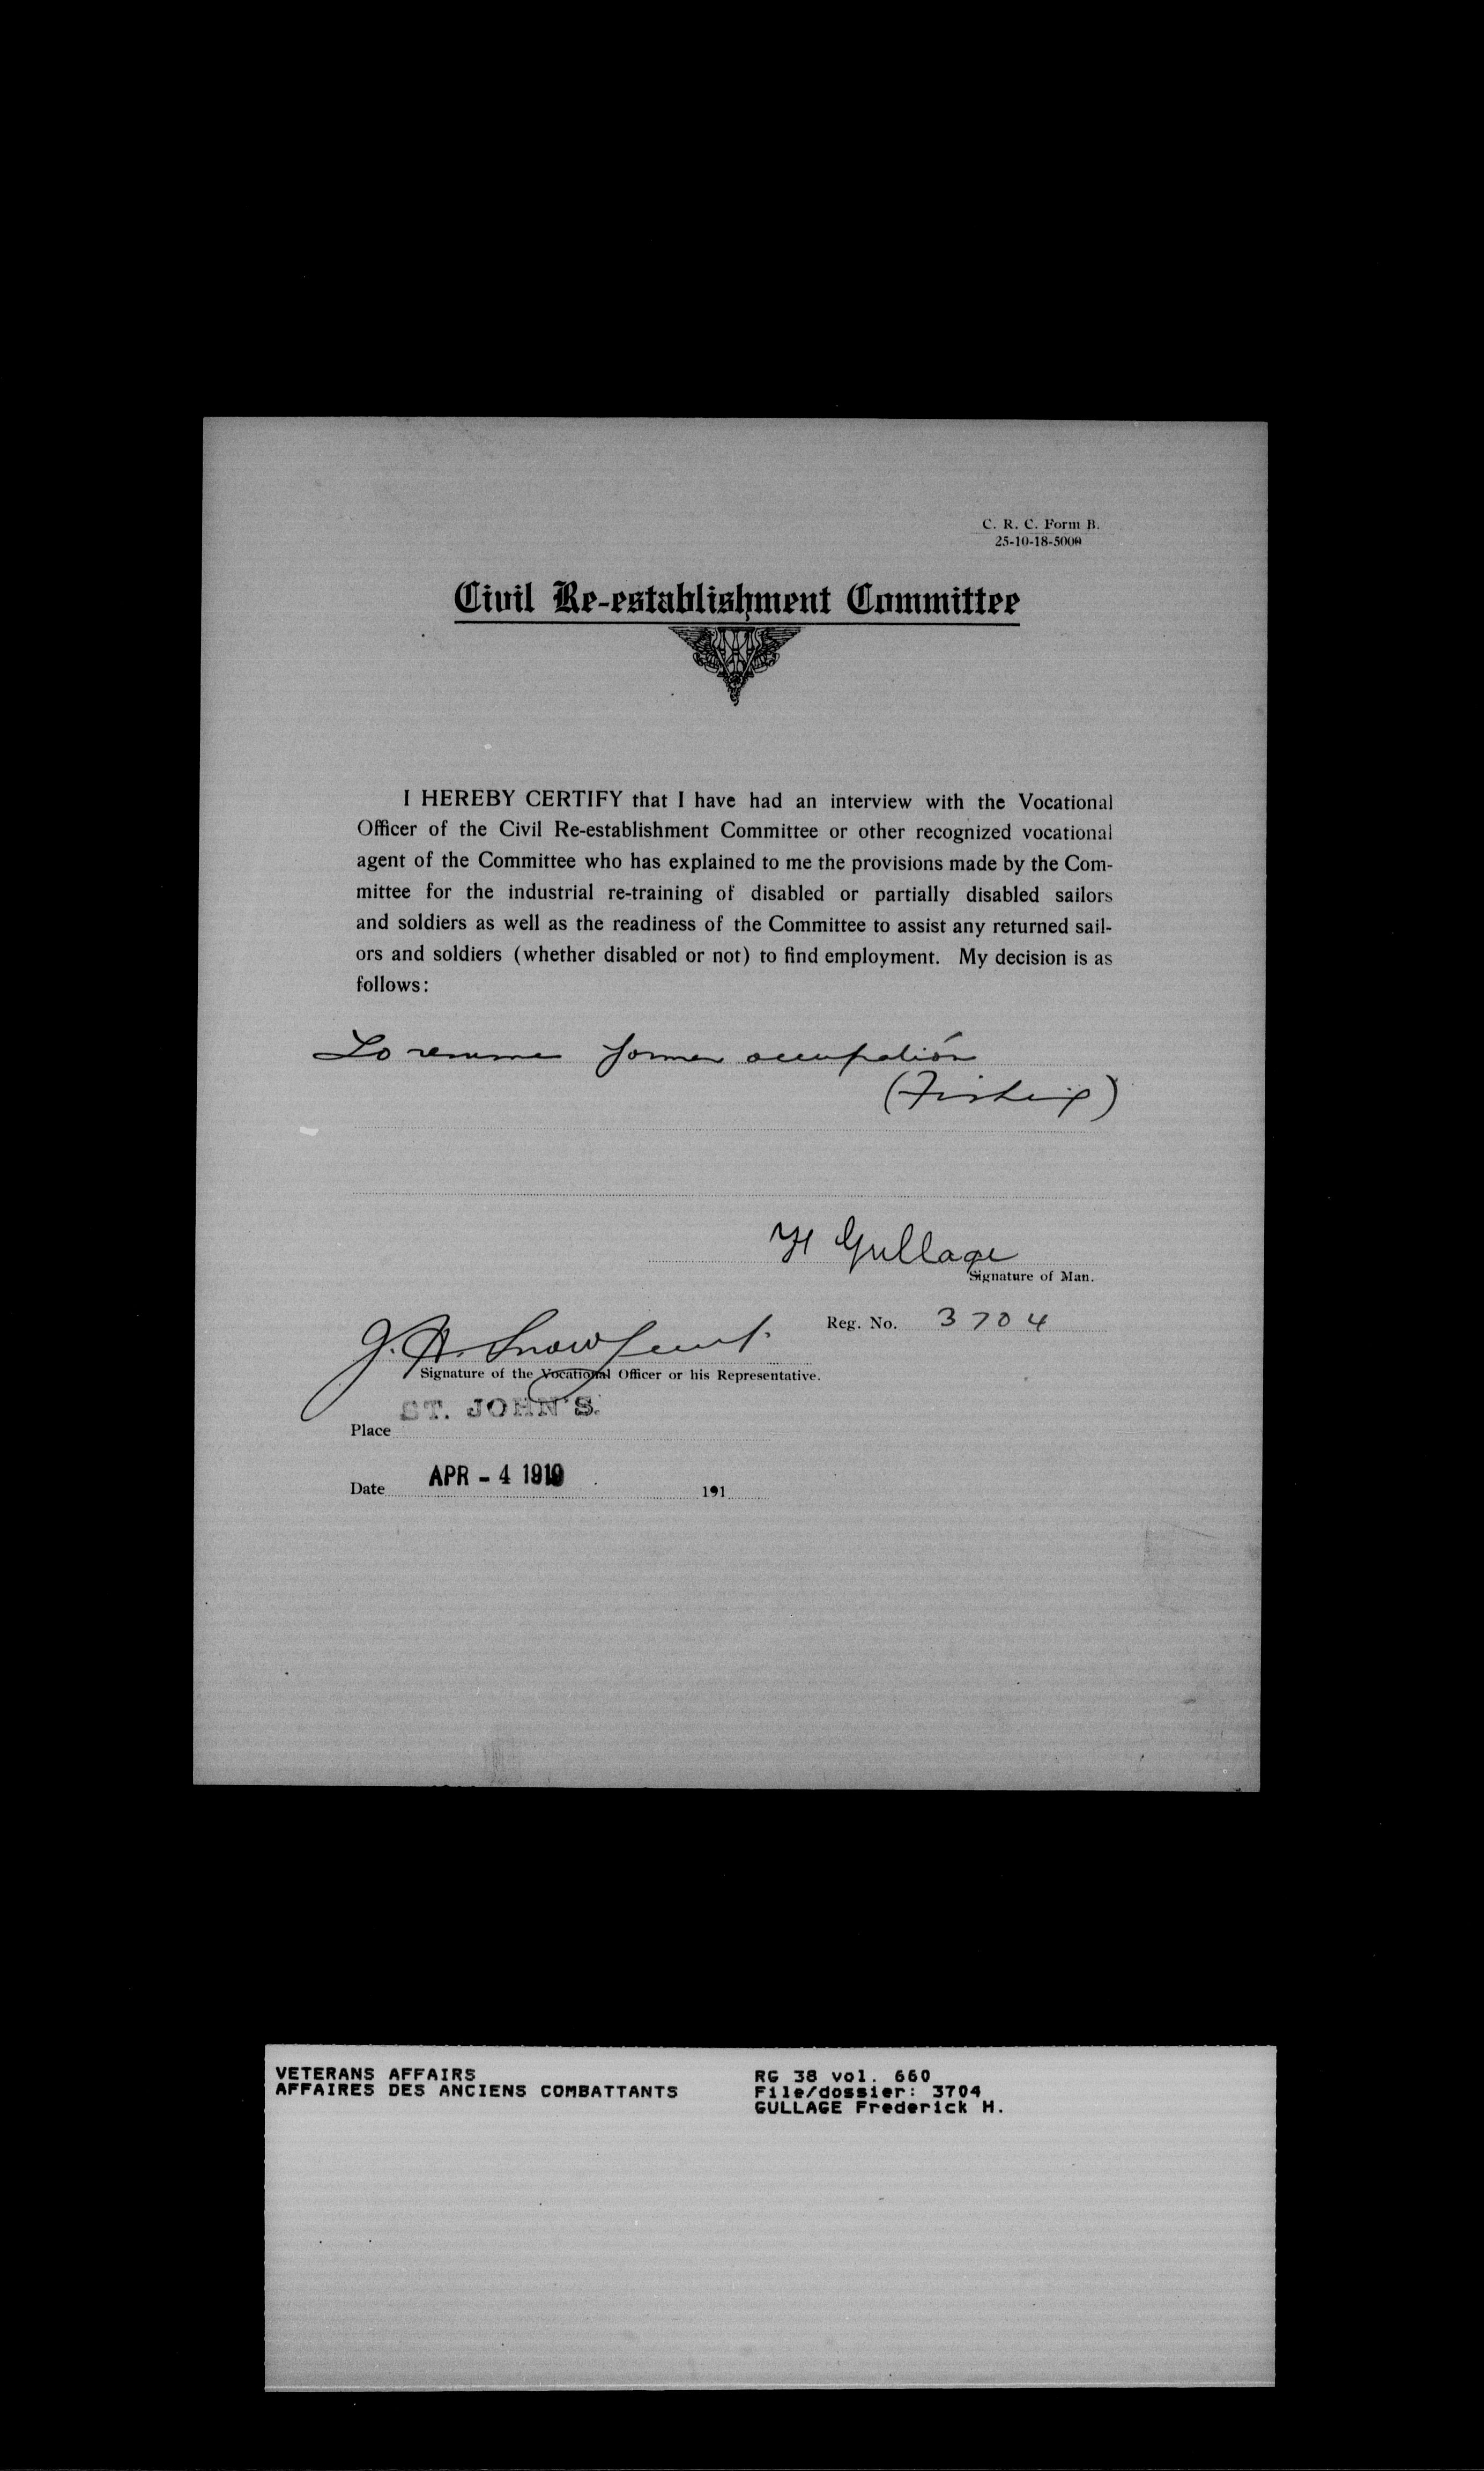 C. R. C. Form B.
25-10-18-5000
Civil Re-establishment Committee
I HEREBY CERTIFY that I have had an interview with the Vocational
Officer of the Civil Re-establishment Committee or other recognized vocational
agent of the Committee who has explained to me the provisions made by the Com-
mittee for the industrial re-training of disabled or partially disabled sailors
and soldiers as well as the readiness of the Committee to assist any returned sail-
ors and soldiers (whether disabled or not) to find employment. My decision is as
follows:
To resume former occupation
(Fishing)
H Gullage
Signature of Man.
Reg. No. 3704
J. A. Snow
Signature of the Vocational Officer or his Representative.
Place ST. JOHN'S.
Date APR - 4 1919 191
VETERANS AFFAIRS
AFFAIRES DES ANCIENS COMBATTANTS
RG 38 vol. 660
File/dossier: 3704
GULLAGE Frederick H.